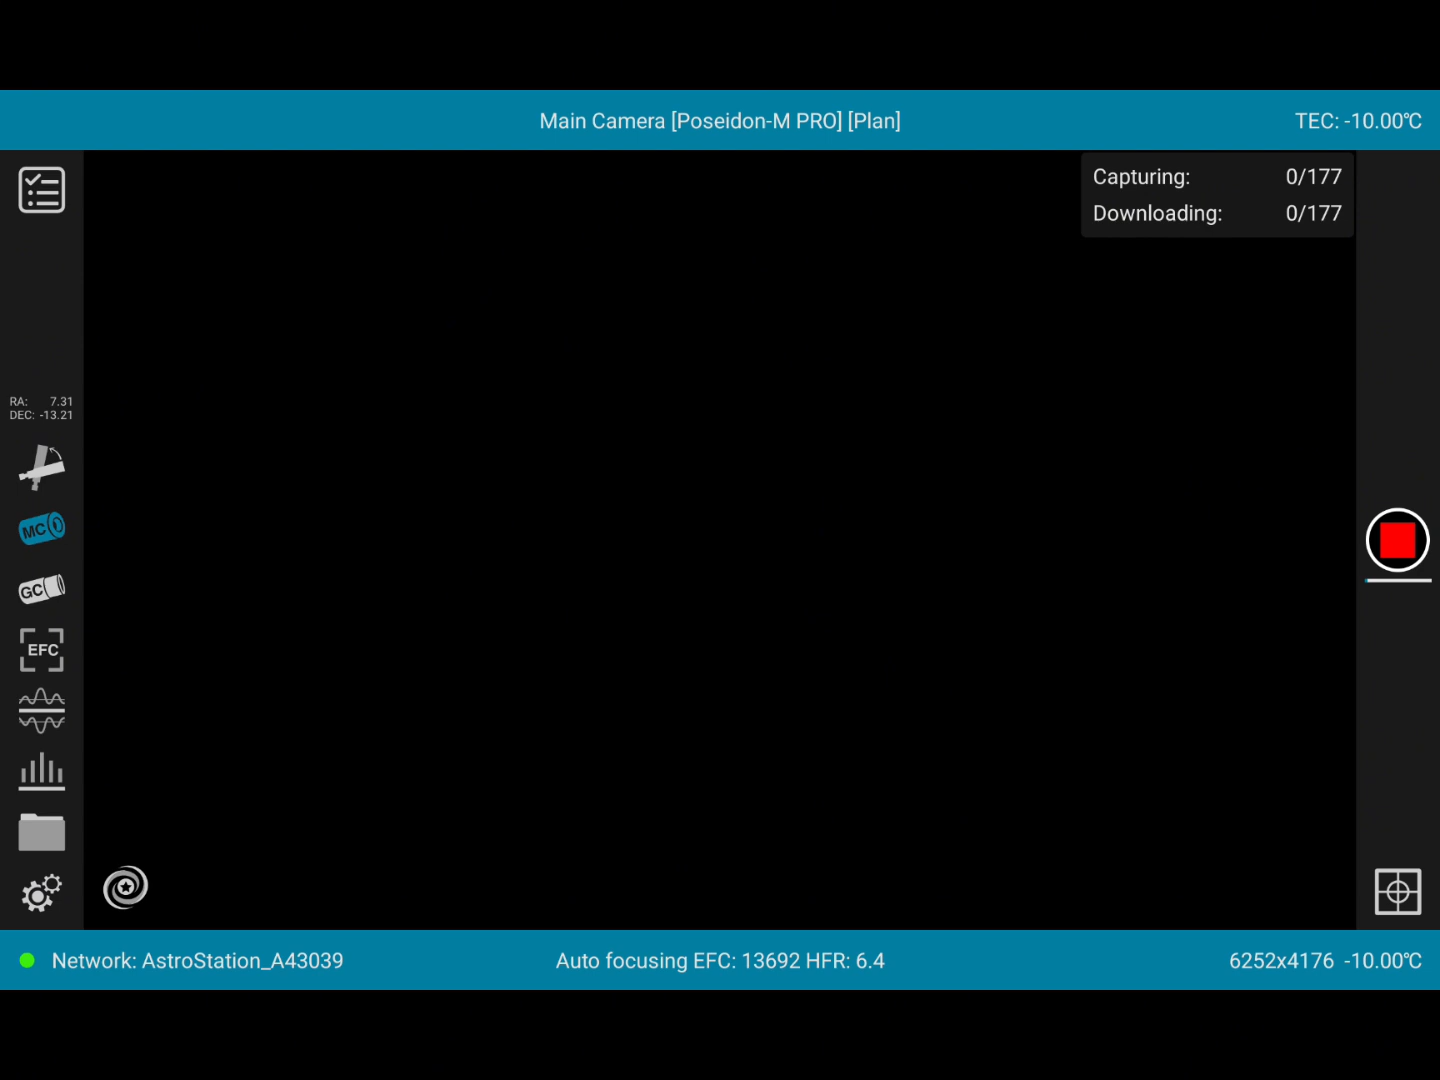 Main Camera [Poseidon-M PRO] [Plan]
TEC: -10.00℃
Capturing: 0/177
Downloading: 0/177
RA: 7.31
DEC: -13.21
MC
GC
EFC
Network: AstroStation_A43039
Auto focusing EFC: 13692 HFR: 6.4
6252x4176 -10.00℃